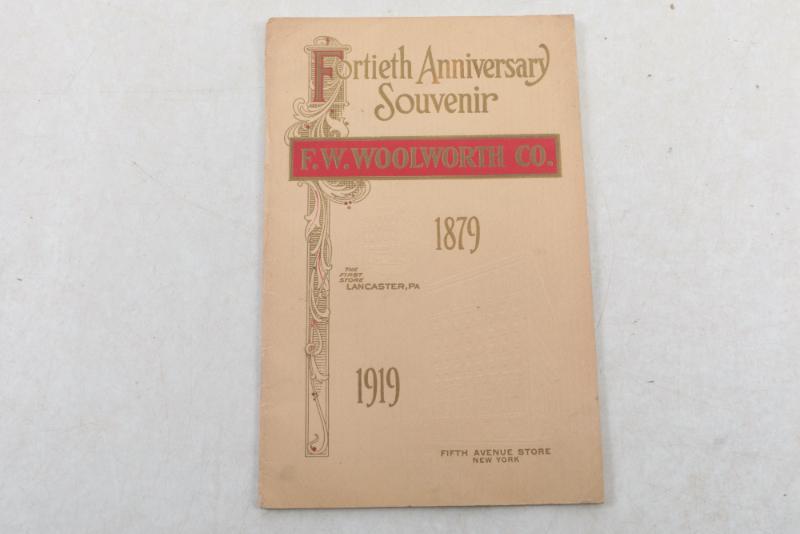 Fortieth Anniversary
Souvenir
F.W. WOOLWORTH CO.
1879
THE
FIRST
STORE
LANCASTER, PA
1919
FIFTH AVENUE STORE
NEW YORK